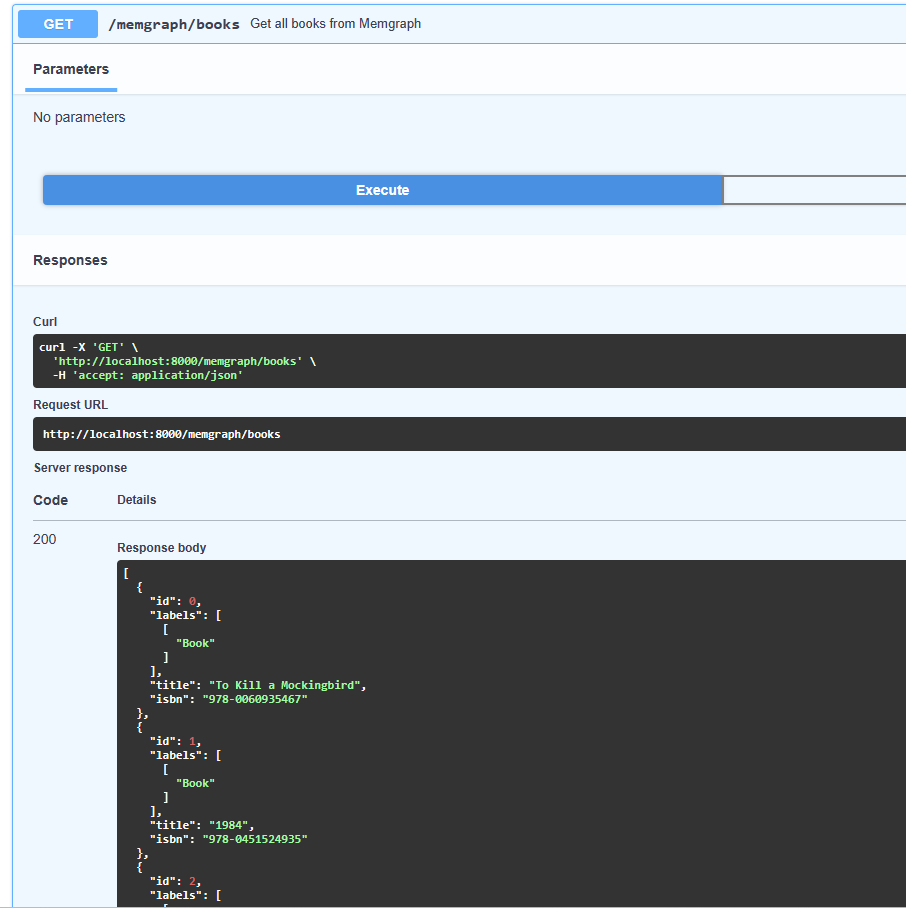 GET /memgraph/books Get all books from Memgraph
Parameters
No parameters
Execute
Responses
Curl
curl -X 'GET' \
  'http://localhost:8000/memgraph/books' \
  -H 'accept: application/json'
Request URL
http://localhost:8000/memgraph/books
Server response
Code Details
200
Response body
[
  {
    "id": 0,
    "labels": [
      [
        "Book"
      ]
    ],
    "title": "To Kill a Mockingbird",
    "isbn": "978-0060935467"
  },
  {
    "id": 1,
    "labels": [
      [
        "Book"
      ]
    ],
    "title": "1984",
    "isbn": "978-0451524935"
  },
  {
    "id": 2,
    "labels": [